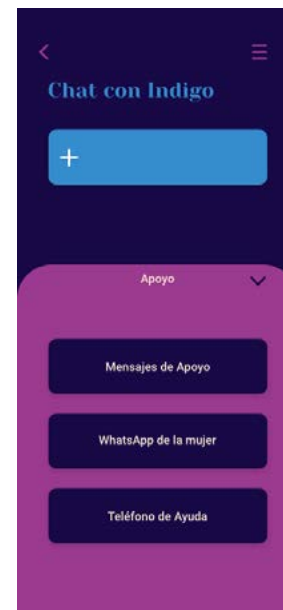 Chat con Indigo
Apoyo
Mensajes de Apoyo
WhatsApp de la mujer
Teléfono de Ayuda